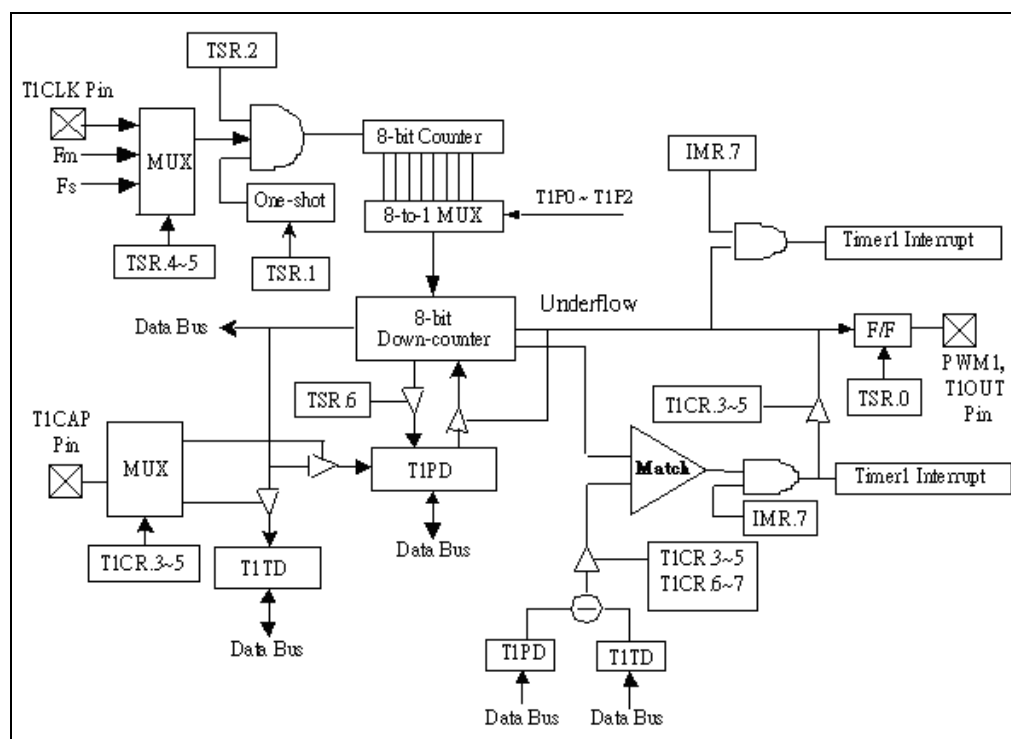 TSR.2
T1CLK Pin
Fm
Fs
MUX
8-bit Counter
IMR.7
One-shot
8-to-1 MUX
T1P0 ~ T1P2
Timer1 Interrupt
TSR.4~5
TSR.1
Underflow
Data Bus
8-bit
Down-counter
F/F
PWM1,
T1OUT
Pin
TSR.6
T1CR.3~5
TSR.0
T1CAP
Pin
MUX
T1PD
Match
Timer1 Interrupt
IMR.7
Data Bus
T1CR.3~5
T1TD
T1CR.3~5
T1CR.6~7
Data Bus
T1PD
T1TD
Data Bus
Data Bus